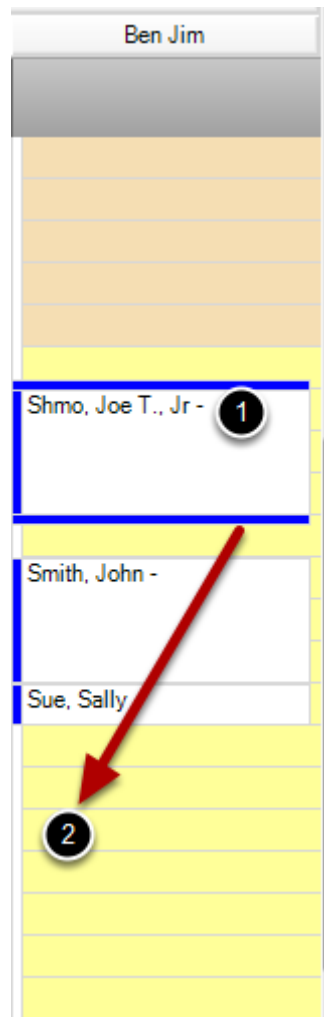 Ben Jim
Shmo, Joe T., Jr - 1
Smith, John -
Sue, Sally
2